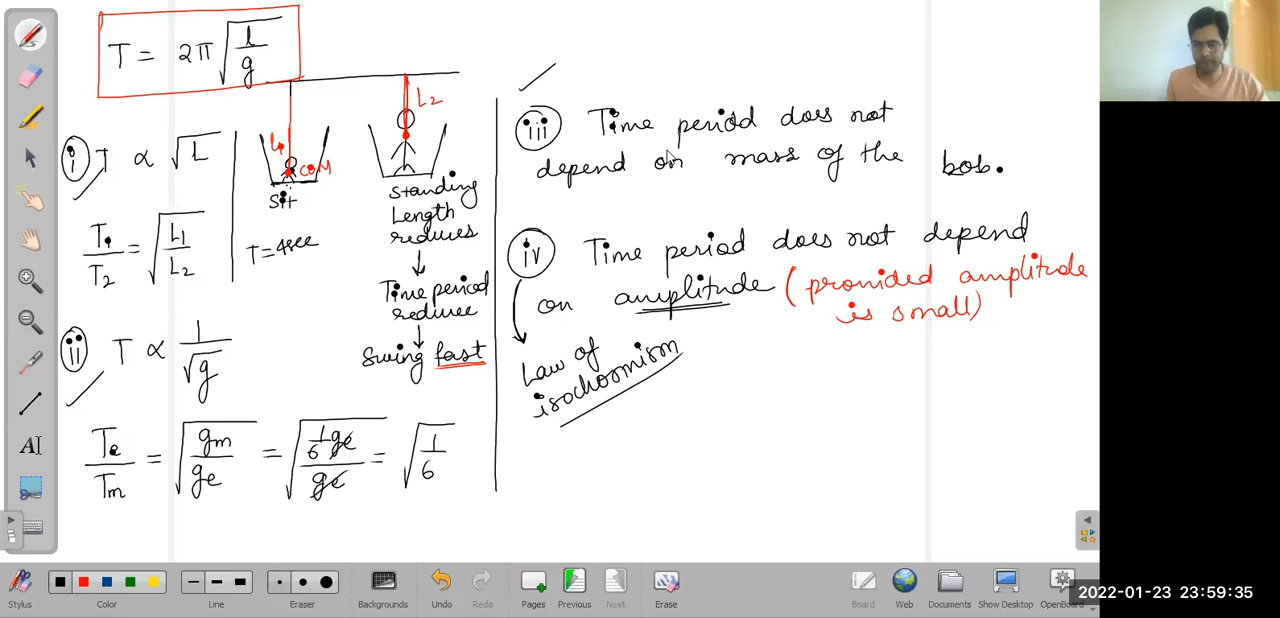 T = 2π√(l/g)
i T ∝ √L
T1/T2 = √(L1/L2)
L1
COM
Sit
T=4sec
L2
Standing
Length
reduces
↓
Time period
reduce
↓
Swing fast
ii T ∝ 1/√g
Te/Tm = √(gm/ge) = √(1/6 ge/ge) = √(1/6)
iii Time period does not
depend on mass of the bob.
iv Time period does not depend
on amplitude (provided amplitude
is small)
Law of
isochronism
Stylus
Color
Line
Eraser
Backgrounds
Undo
Redo
Pages
Previous
Next
Erase
Board
Web
Documents
Show Desktop
OpenBoard
2022-01-23 23:59:35